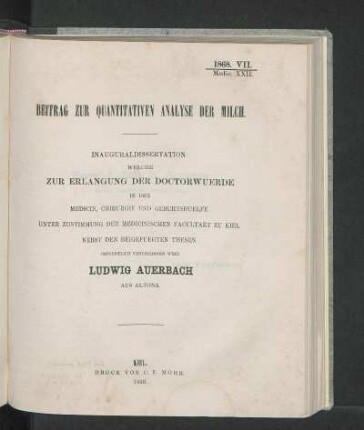 1868. VII.
Medic. XXII.
BEITRAG ZUR QUANTITATIVEN ANALYSE DER MILCH.
INAUGURALDISSERTATION
WELCHE
ZUR ERLANGUNG DER DOCTORWUERDE
IN DER
MEDICIN, CHIRURGIE UND GEBURTSHUELFE
UNTER ZUSTIMMUNG DER MEDICINISCHEN FACULTAET ZU KIEL
NEBST DEN BEIGEFUEGTEN THESEN
OEFFENTLICH VERTHEIDIGEN WIRD
LUDWIG AUERBACH
AUS ALTONA.
KIEL.
DRUCK VON C. F. MOHR.
1868.